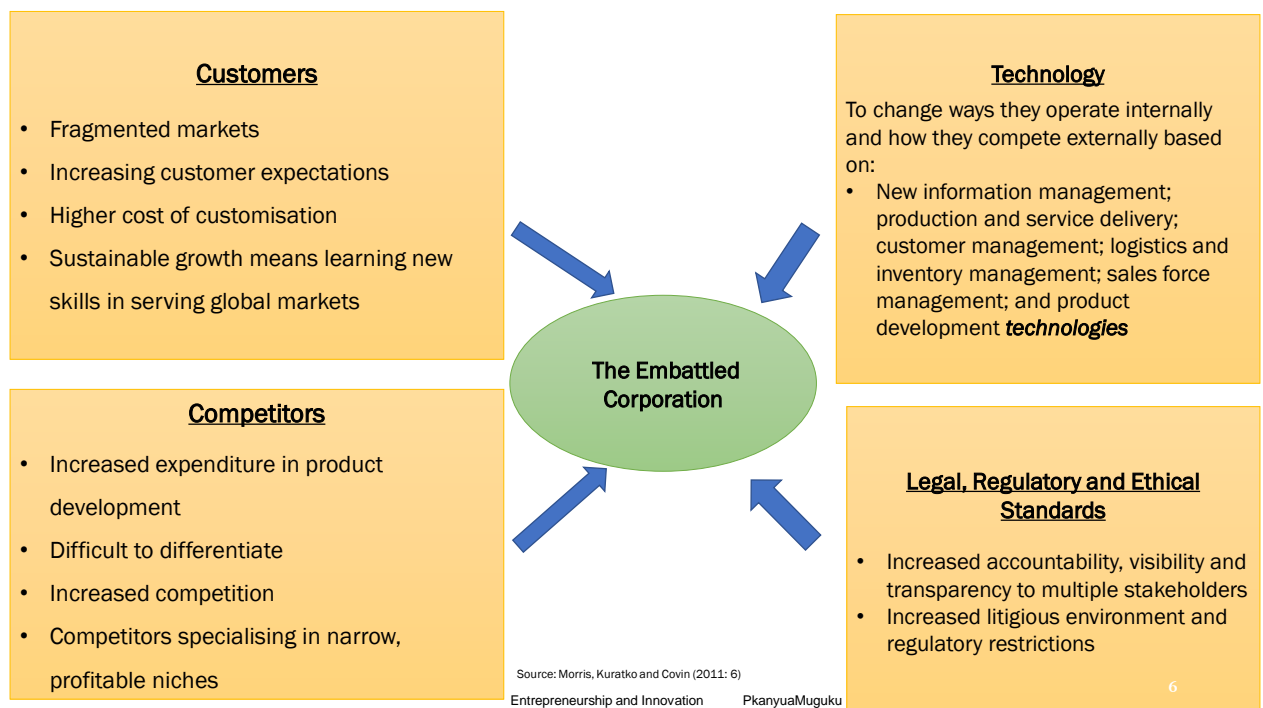 Customers
• Fragmented markets
• Increasing customer expectations
• Higher cost of customisation
• Sustainable growth means learning new
skills in serving global markets
Technology
To change ways they operate internally
and how they compete externally based
on:
• New information management;
production and service delivery;
customer management; logistics and
inventory management; sales force
management; and product
development technologies
The Embattled
Corporation
Competitors
• Increased expenditure in product
development
• Difficult to differentiate
• Increased competition
• Competitors specialising in narrow,
profitable niches
Legal, Regulatory and Ethical
Standards
• Increased accountability, visibility and
transparency to multiple stakeholders
• Increased litigious environment and
regulatory restrictions
Source: Morris, Kuratko and Covin (2011: 6)
Entrepreneurship and Innovation PkanyuaMuguku
6